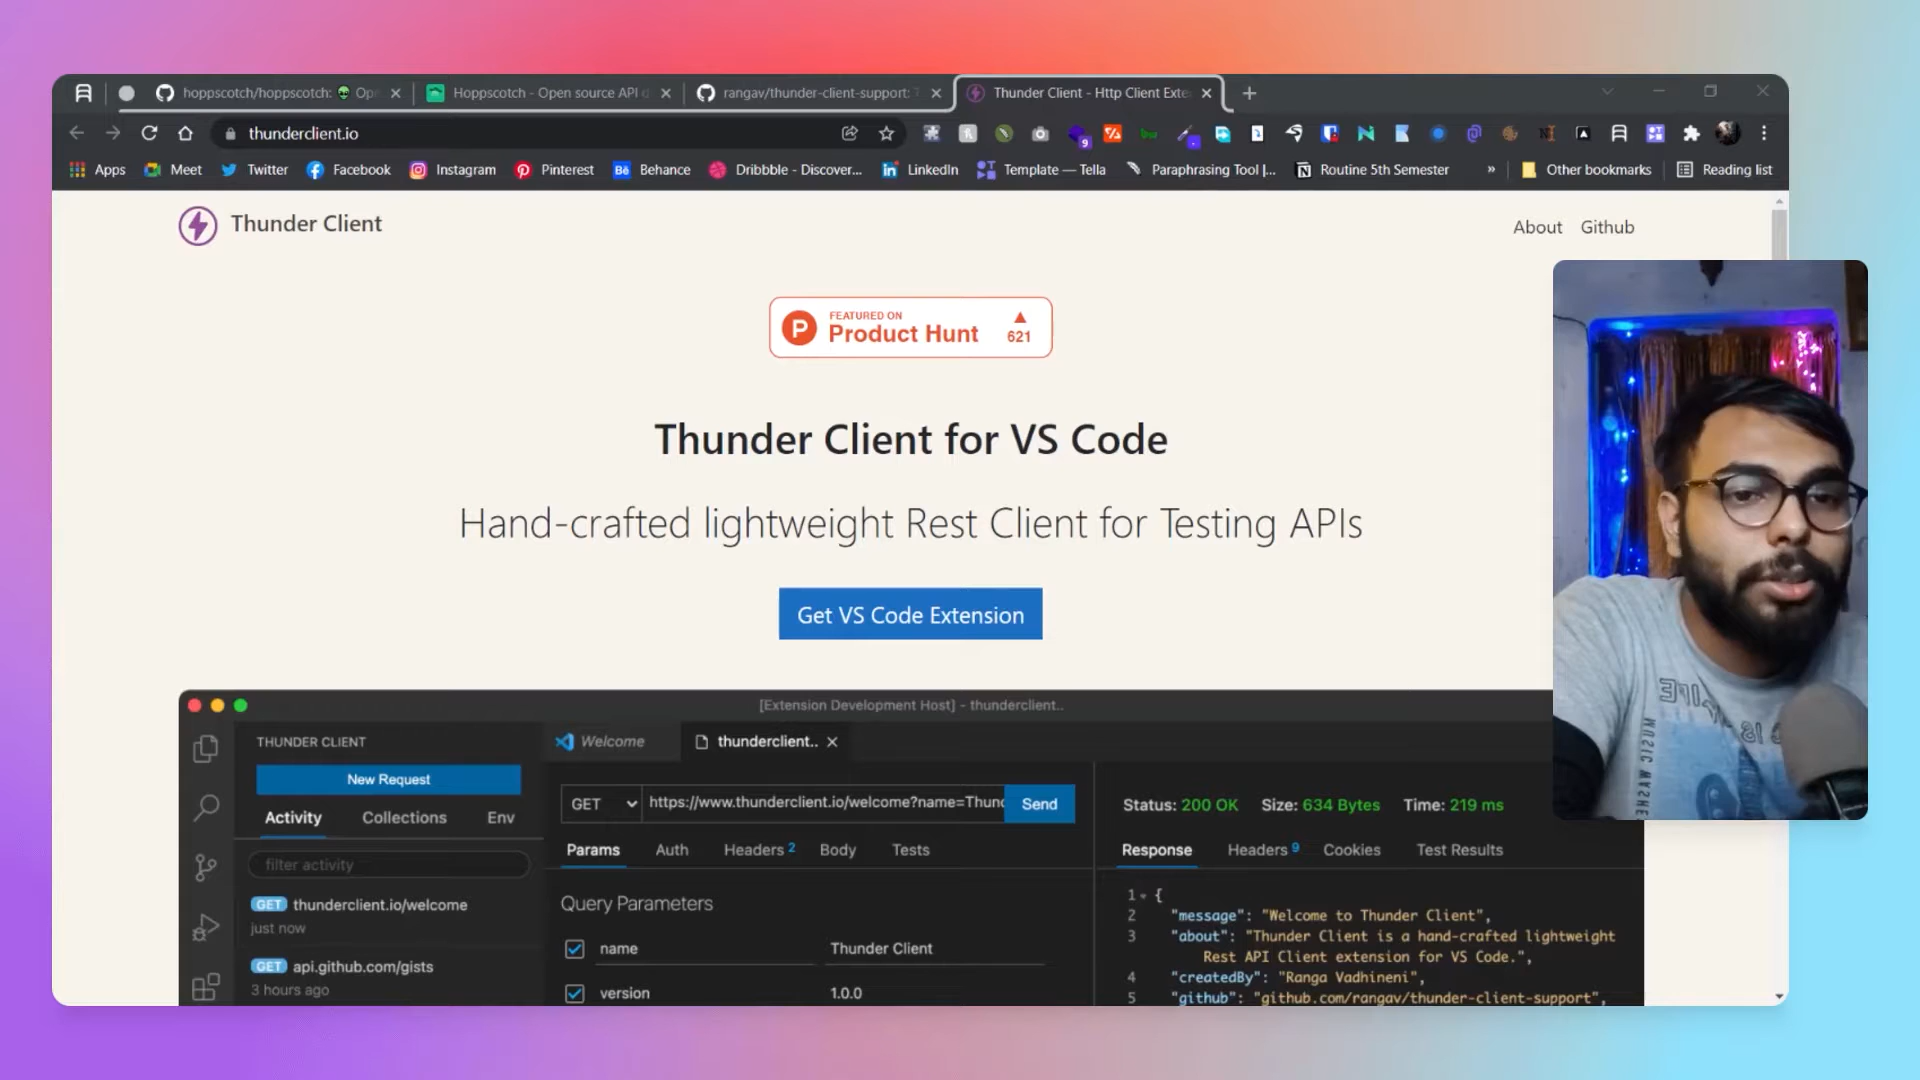 hoppscotch/hoppscotch: 👽 Op
Hoppscotch - Open source API d
rangav/thunder-client-support: T
Thunder Client - Http Client Exte
thunderclient.io
9
Apps
Meet
Twitter
Facebook
Instagram
Pinterest
Bē Behance
Dribbble - Discover...
in LinkedIn
Template — Tella
Paraphrasing Tool |...
Routine 5th Semester
»
Other bookmarks
Reading list
Thunder Client
About
Github
P
FEATURED ON
Product Hunt
621
Thunder Client for VS Code
Hand-crafted lightweight Rest Client for Testing APIs
Get VS Code Extension
[Extension Development Host] - thunderclient..
THUNDER CLIENT
New Request
Activity
Collections
Env
filter activity
GET thunderclient.io/welcome
just now
GET api.github.com/gists
3 hours ago
Welcome
thunderclient..
GET
https://www.thunderclient.io/welcome?name=Thund
Send
Params
Auth
Headers 2
Body
Tests
Query Parameters
name
Thunder Client
version
1.0.0
Status: 200 OK
Size: 634 Bytes
Time: 219 ms
Response
Headers 9
Cookies
Test Results
1 {
2 "message": "Welcome to Thunder Client",
3 "about": "Thunder Client is a hand-crafted lightweight
Rest API Client extension for VS Code.",
4 "createdBy": "Ranga Vadhineni",
5 "github": "github.com/rangav/thunder-client-support",